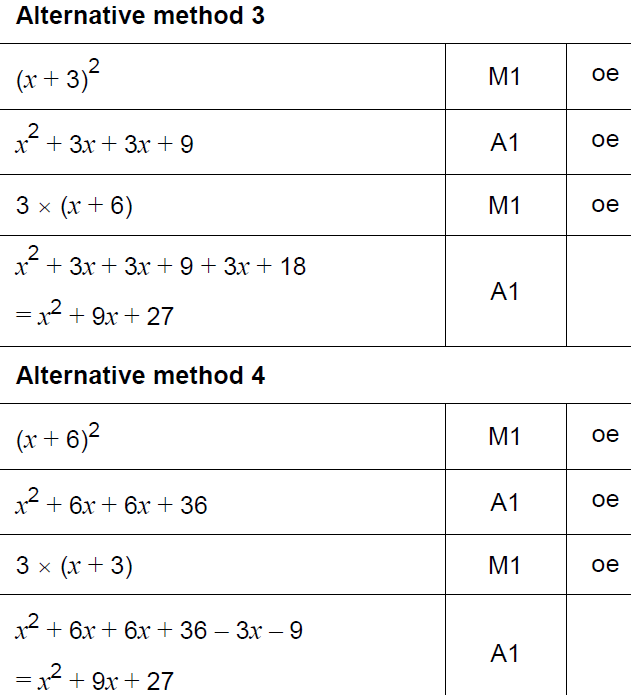 Alternative method 3
(x + 3)² M1 oe
x² + 3x + 3x + 9 A1 oe
3 × (x + 6) M1 oe
x² + 3x + 3x + 9 + 3x + 18
= x² + 9x + 27 A1
Alternative method 4
(x + 6)² M1 oe
x² + 6x + 6x + 36 A1 oe
3 × (x + 3) M1 oe
x² + 6x + 6x + 36 – 3x – 9
= x² + 9x + 27 A1